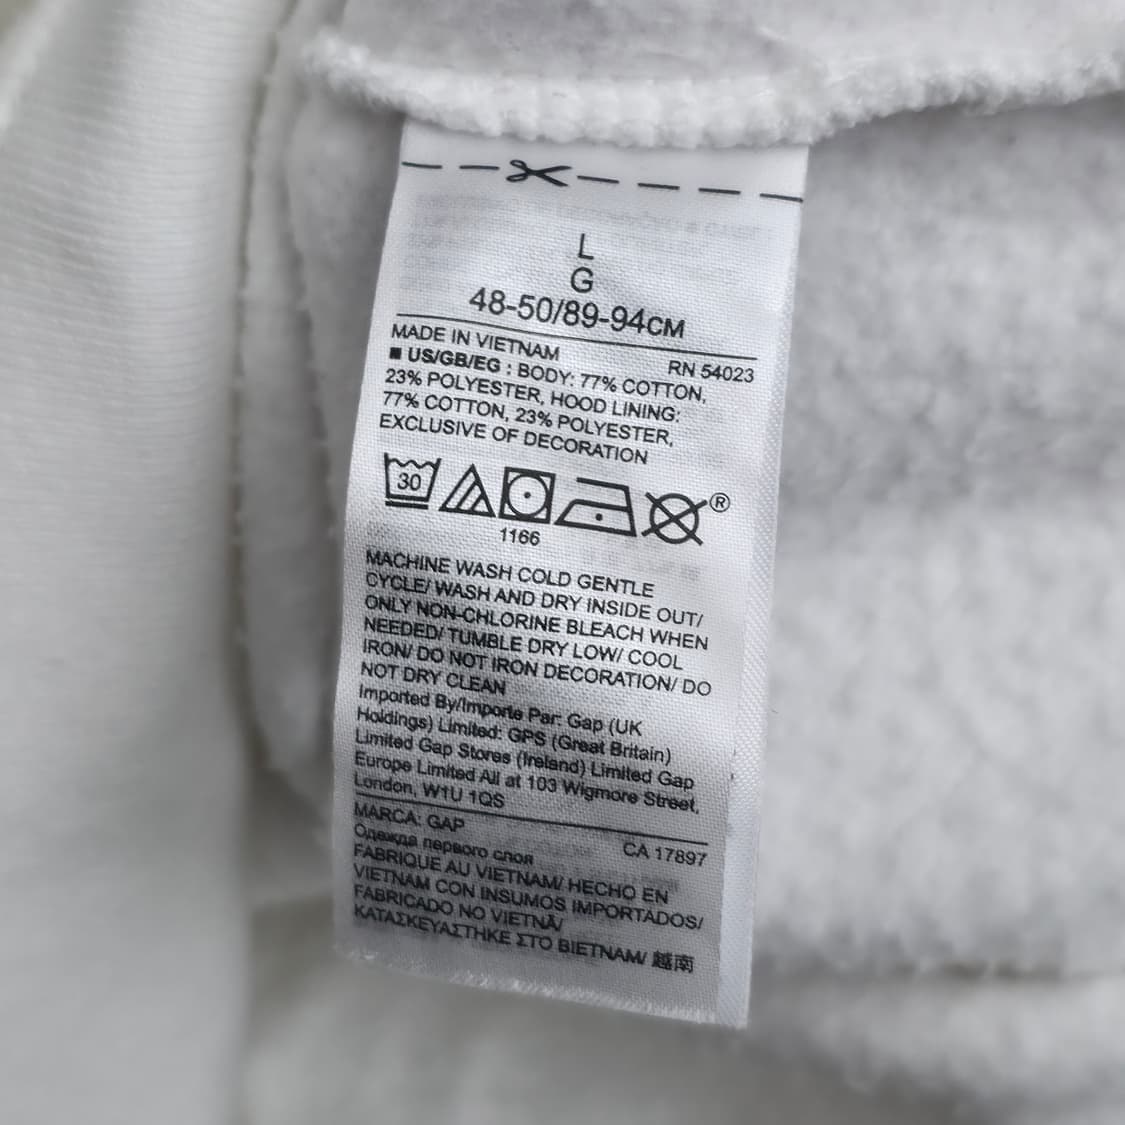 L
G
48-50/89-94CM
MADE IN VIETNAM
RN 54023
■ US/GB/EG : BODY: 77% COTTON,
23% POLYESTER, HOOD LINING:
77% COTTON, 23% POLYESTER,
EXCLUSIVE OF DECORATION
30
®
1166
MACHINE WASH COLD GENTLE
CYCLE/ WASH AND DRY INSIDE OUT/
ONLY NON-CHLORINE BLEACH WHEN
NEEDED/ TUMBLE DRY LOW/ COOL
IRON/ DO NOT IRON DECORATION/ DO
NOT DRY CLEAN
Imported By/Importe Par: Gap (UK
Holdings) Limited: GPS (Great Britain)
Limited Gap Stores (Ireland) Limited Gap
Europe Limited All at 103 Wigmore Street,
London, W1U 1QS
MARCA: GAP
CA 17897
Одежда первого слоя
FABRIQUE AU VIETNAM/ HECHO EN
VIETNAM CON INSUMOS IMPORTADOS/
FABRICADO NO VIETNÃ/
ΚΑΤΑΣΚΕΥΑΣΤΗΚΕ ΣΤΟ ΒΙΕΤΝΑΜ/ 越南